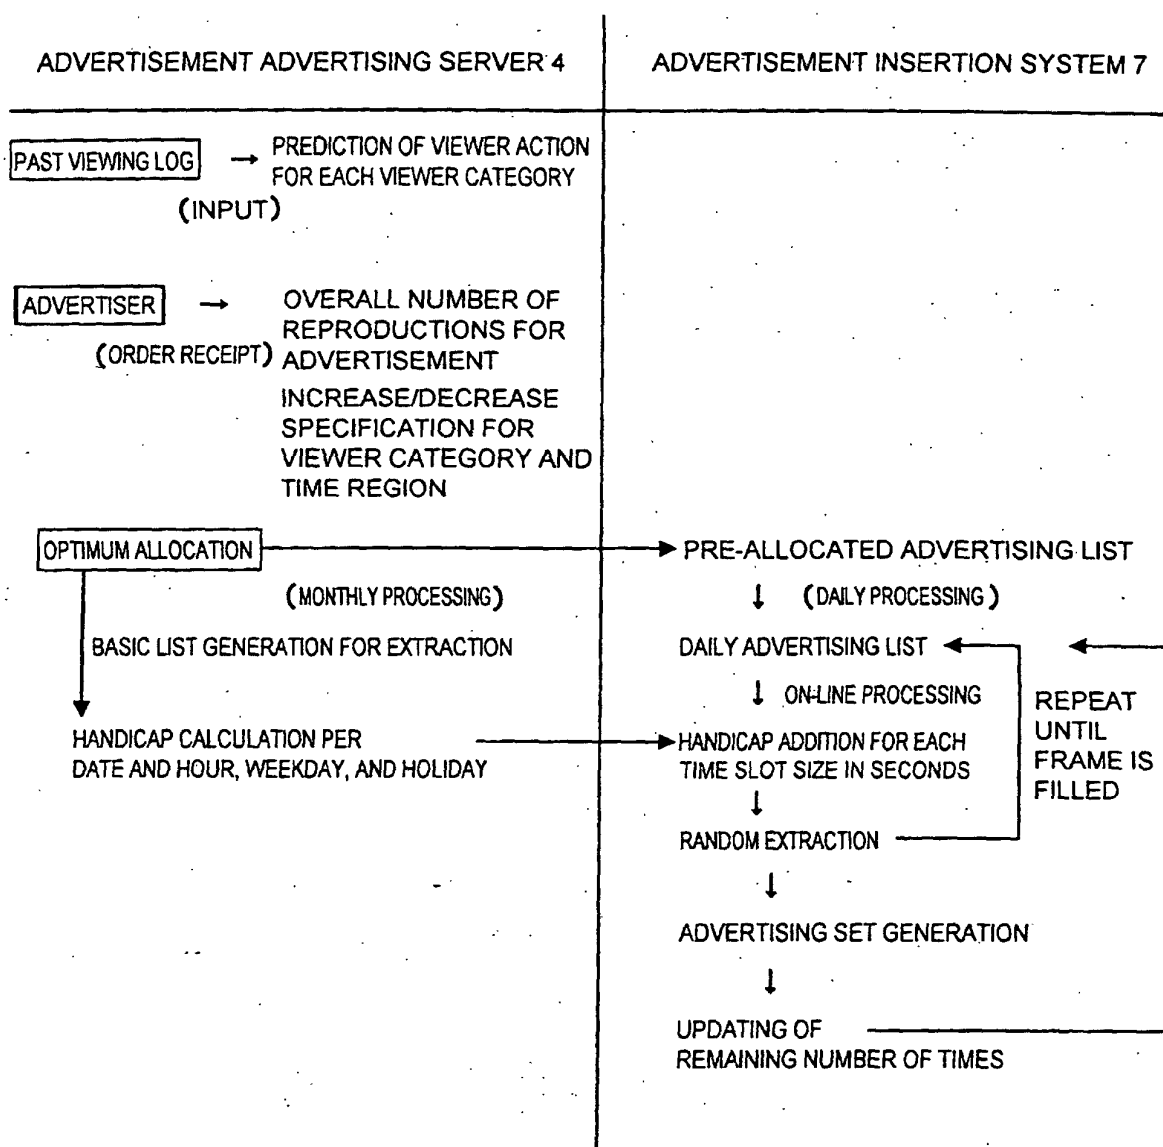 ADVERTISEMENT ADVERTISING SERVER 4
ADVERTISEMENT INSERTION SYSTEM 7
PAST VIEWING LOG → PREDICTION OF VIEWER ACTION
FOR EACH VIEWER CATEGORY
(INPUT)
ADVERTISER → OVERALL NUMBER OF
REPRODUCTIONS FOR
(ORDER RECEIPT) ADVERTISEMENT
INCREASE/DECREASE
SPECIFICATION FOR
VIEWER CATEGORY AND
TIME REGION
OPTIMUM ALLOCATION
(MONTHLY PROCESSING)
BASIC LIST GENERATION FOR EXTRACTION
HANDICAP CALCULATION PER
DATE AND HOUR, WEEKDAY, AND HOLIDAY
PRE-ALLOCATED ADVERTISING LIST
(DAILY PROCESSING)
DAILY ADVERTISING LIST
ON-LINE PROCESSING
HANDICAP ADDITION FOR EACH
TIME SLOT SIZE IN SECONDS
RANDOM EXTRACTION
REPEAT
UNTIL
FRAME IS
FILLED
ADVERTISING SET GENERATION
UPDATING OF
REMAINING NUMBER OF TIMES